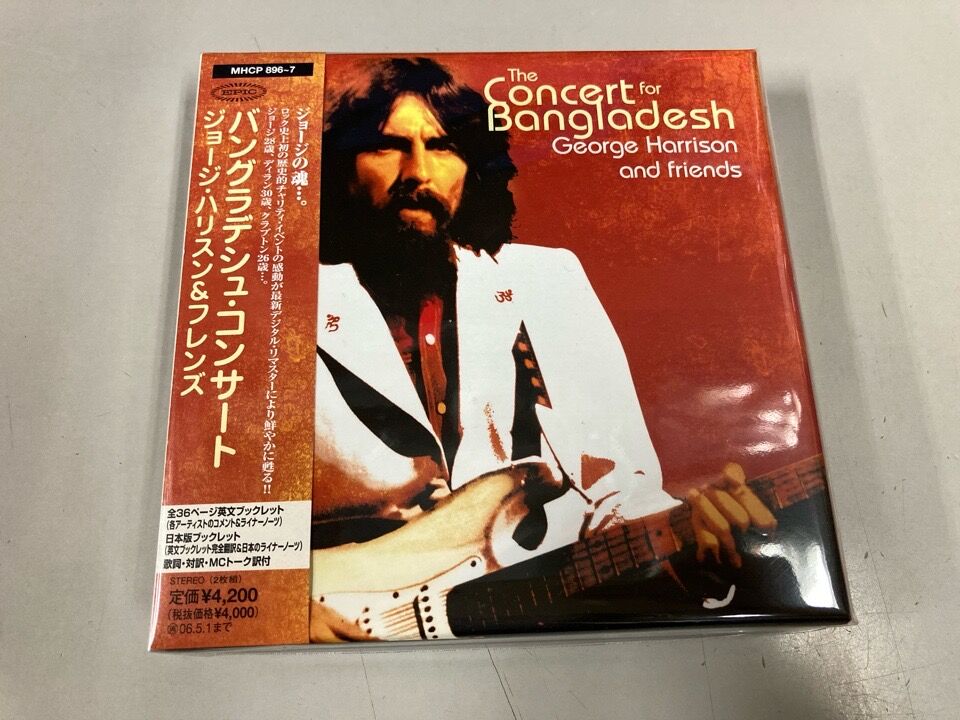 MHCP 896~7
EPIC
バングラデシュ・コンサート
ジョージ・ハリスン&フレンズ
ジョージの魂…。
ロック史上初の歴史的チャリティ・イベントの感動が最新デジタル・リマスターにより鮮やかに甦る!!
ジョージ28歳、ディラン30歳、クラプトン26歳…。
全36ページ英文ブックレット
(各アーティストのコメント&ライナーノーツ)
日本版ブックレット
(英文ブックレット完全翻訳&日本のライナーノーツ)
歌詞・対訳・MCトーク訳付
STEREO (2枚組)
定価¥4,200
(税抜価格¥4,000)
06.5.1まで
The
Concert for
Bangladesh
George Harrison
and friends